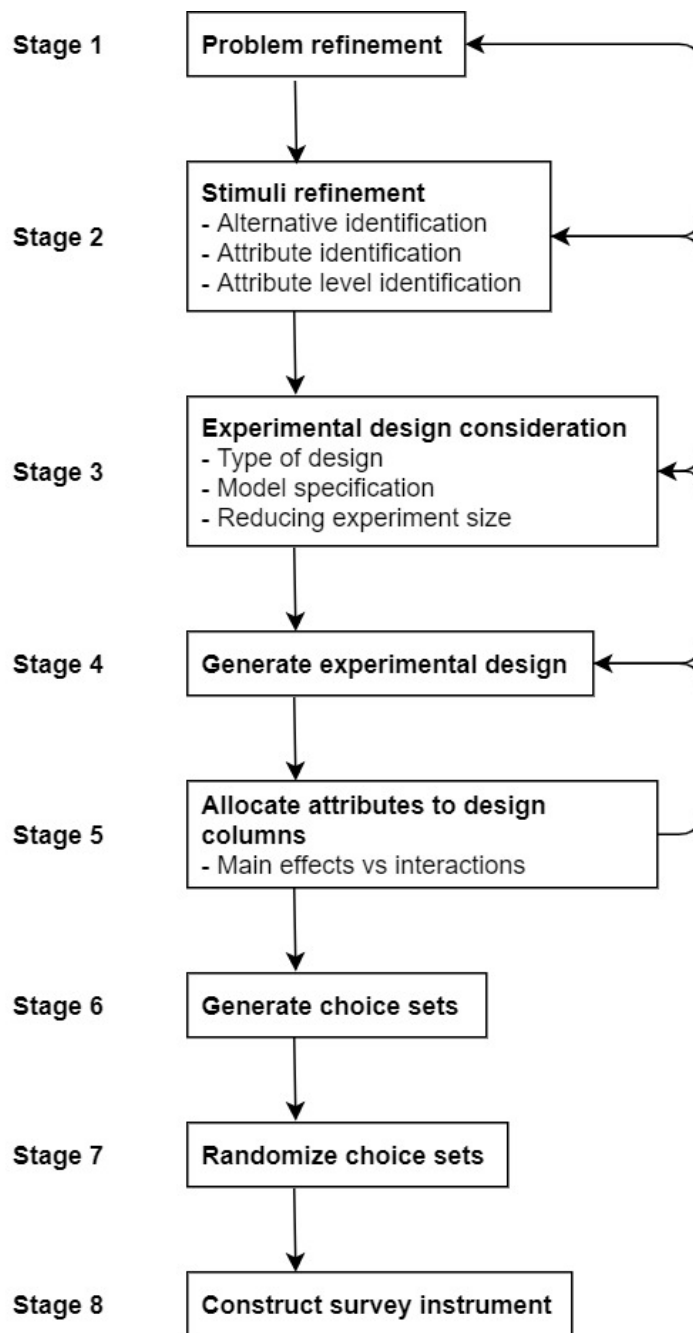 Stage 1
Problem refinement
Stage 2
Stimuli refinement
- Alternative identification
- Attribute identification
- Attribute level identification
Stage 3
Experimental design consideration
- Type of design
- Model specification
- Reducing experiment size
Stage 4
Generate experimental design
Stage 5
Allocate attributes to design
columns
- Main effects vs interactions
Stage 6
Generate choice sets
Stage 7
Randomize choice sets
Stage 8
Construct survey instrument